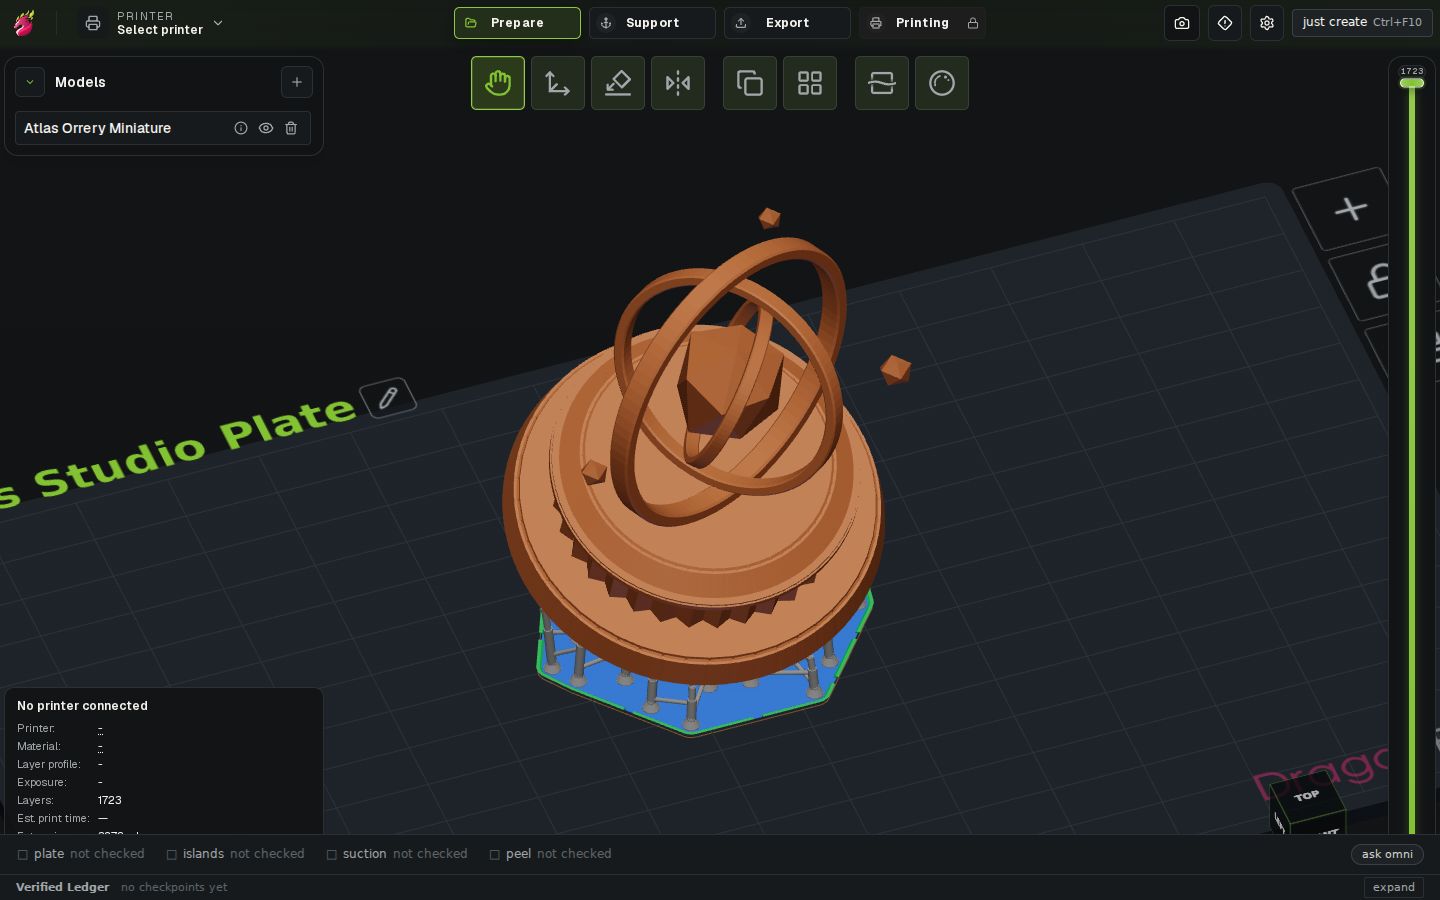 PRINTER
Select printer
Prepare
Support
Export
Printing
just create Ctrl+F10
Models
Atlas Orrery Miniature
1723
s Studio Plate
No printer connected
Printer: -
Material: -
Layer profile: -
Exposure: -
Layers: 1723
Est. print time: —
Drago
TOP
plate not checked
islands not checked
suction not checked
peel not checked
ask omni
Verified Ledger no checkpoints yet
expand